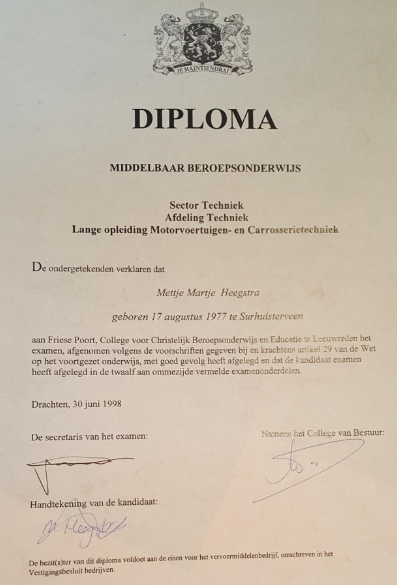 JE MAINTIENDRAI
DIPLOMA
MIDDELBAAR BEROEPSONDERWIJS
Sector Techniek
Afdeling Techniek
Lange opleiding Motorvoertuigen- en Carrosserietechniek
De ondergetekenden verklaren dat
Mettje Martje Heegstra
geboren 17 augustus 1977 te Surhuisterveen
aan Friese Poort, College voor Christelijk Beroepsonderwijs en Educatie te Leeuwarden het
examen, afgenomen volgens de voorschriften gegeven bij en krachtens artikel 29 van de Wet
op het voortgezet onderwijs, met goed gevolg heeft afgelegd en dat de kandidaat examen
heeft afgelegd in de twaalf aan ommezijde vermelde examenonderdelen.
Drachten, 30 juni 1998
De secretaris van het examen:
Namens het College van Bestuur:
Handtekening van de kandidaat:
De bezit(s)ter van dit diploma voldoet aan de eisen voor het vervoermiddelenbedrijf, omschreven in het
Vestigingsbesluit bedrijven.